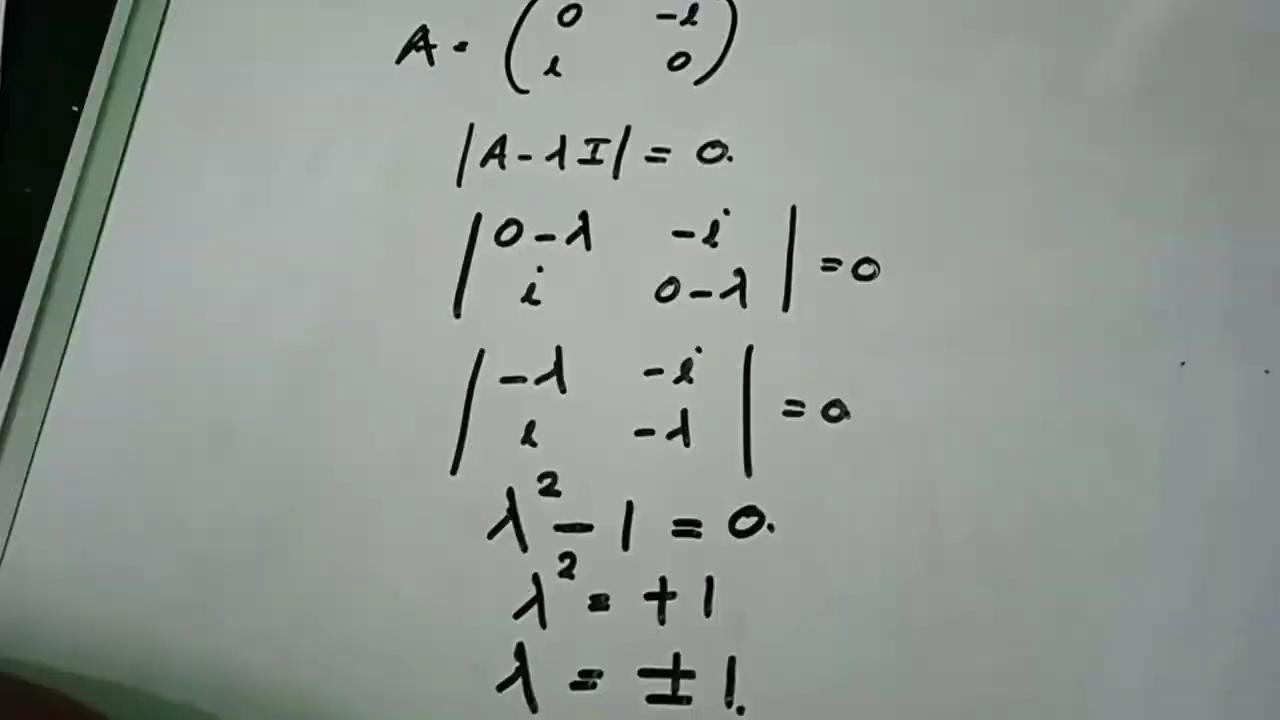 A = ( 0 -i
i 0 )
|A - λI| = 0.
| 0-λ -i |
| i 0-λ | = 0
| -λ -i |
| i -λ | = 0
λ² - 1 = 0.
λ² = +1
λ = ±1.